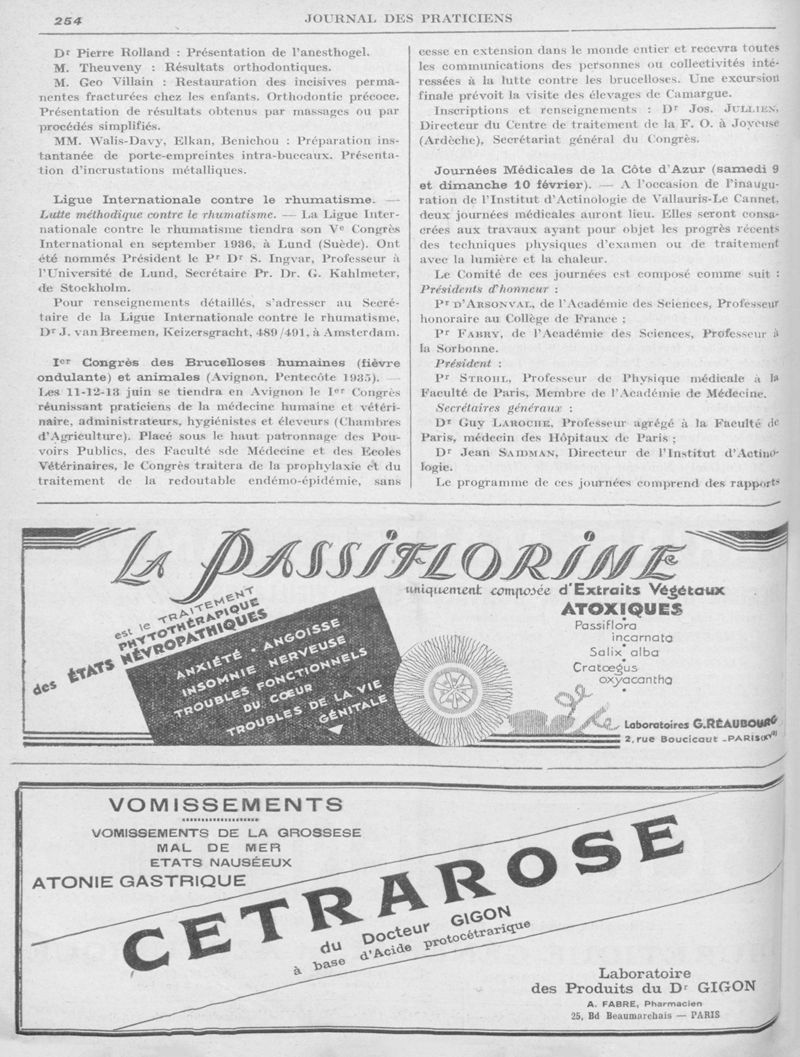 254
JOURNAL DES PRATICIENS
Dr Pierre Rolland : Présentation de l'anesthogel.
M. Theuveny : Résultats orthodontiques.
M. Geo Villain : Restauration des incisives perma-
nentes fracturées chez les enfants. Orthodontie précoce.
Présentation de résultats obtenus par massages ou par
procédés simplifiés.
MM. Walis-Davy, Elkan, Benichou : Préparation ins-
tantanée de porte-empreintes intra-buccaux. Présenta-
tion d'incrustations métalliques.
Ligue Internationale contre le rhumatisme. —
Lutte méthodique contre le rhumatisme. — La Ligue Inter-
nationale contre le rhumatisme tiendra son Ve Congrès
International en septembre 1936, à Lund (Suède). Ont
été nommés Président le Pr Dr S. Ingvar, Professeur à
l'Université de Lund, Secrétaire Pr. Dr. G. Kahlmeter,
de Stockholm.
Pour renseignements détaillés, s'adresser au Secré-
taire de la Ligue Internationale contre le rhumatisme,
Dr J. van Breemen, Keizersgracht, 489/491, à Amsterdam.
Ier Congrès des Brucelloses humaines (fièvre
ondulante) et animales (Avignon, Pentecôte 1935). —
Les 11-12-13 juin se tiendra en Avignon le Ier Congrès
réunissant praticiens de la médecine humaine et vétéri-
naire, administrateurs, hygiénistes et éleveurs (Chambres
d'Agriculture). Placé sous le haut patronnage des Pou-
voirs Publics, des Faculté sde Médecine et des Ecoles
Vétérinaires, le Congrès traitera de la prophylaxie et du
traitement de la redoutable endémo-épidémie, sans
cesse en extension dans le monde entier et recevra toutes
les communications des personnes ou collectivités inté-
ressées à la lutte contre les brucelloses. Une excursion
finale prévoit la visite des élevages de Camargue.
Inscriptions et renseignements : Dr Jos. JULLIEN,
Directeur du Centre de traitement de la F. O. à Joyeuse
(Ardèche), Secrétariat général du Congrès.
Journées Médicales de la Côte d'Azur (samedi 9
et dimanche 10 février). — A l'occasion de l'inaugu-
ration de l'Institut d'Actinologie de Vallauris-Le Cannet,
deux journées médicales auront lieu. Elles seront consa-
crées aux travaux ayant pour objet les progrès récents
des techniques physiques d'examen ou de traitement
avec la lumière et la chaleur.
Le Comité de ces journées est composé comme suit :
Présidents d'honneur :
Pr D'ARSONVAL, de l'Académie des Sciences, Professeur
honoraire au Collège de France ;
Pr FABRY, de l'Académie des Sciences, Professeur à
la Sorbonne.
Président :
Pr STROHL, Professeur de Physique médicale à la
Faculté de Paris, Membre de l'Académie de Médecine.
Secrétaires généraux :
Dr Guy LAROCHE, Professeur agrégé à la Faculté de
Paris, médecin des Hôpitaux de Paris ;
Dr Jean SAIDMAN, Directeur de l'Institut d'Actino-
logie.
Le programme de ces journées comprend des rapports
LA PASSIFLORINE
uniquement composée d'Extraits Végétaux
ATOXIQUES
Passiflora
incarnata
Salix alba
Cratœgus
oxyacantha
est le TRAITEMENT
PHYTOTHÉRAPIQUE
des ÉTATS NÉVROPATHIQUES
ANXIÉTÉ - ANGOISSE
INSOMNIE NERVEUSE
TROUBLES FONCTIONNELS
DU CŒUR
TROUBLES DE LA VIE
GÉNITALE
Laboratoires G.RÉAUBOURG
2, rue Boucicaut - PARIS (XVe)
VOMISSEMENTS
VOMISSEMENTS DE LA GROSSESE
MAL DE MER
ETATS NAUSÉEUX
ATONIE GASTRIQUE
CETRAROSE
du Docteur GIGON
à base d'Acide protocétrarique
Laboratoire
des Produits du Dr GIGON
A. FABRE, Pharmacien
25, Bd Beaumarchais — PARIS